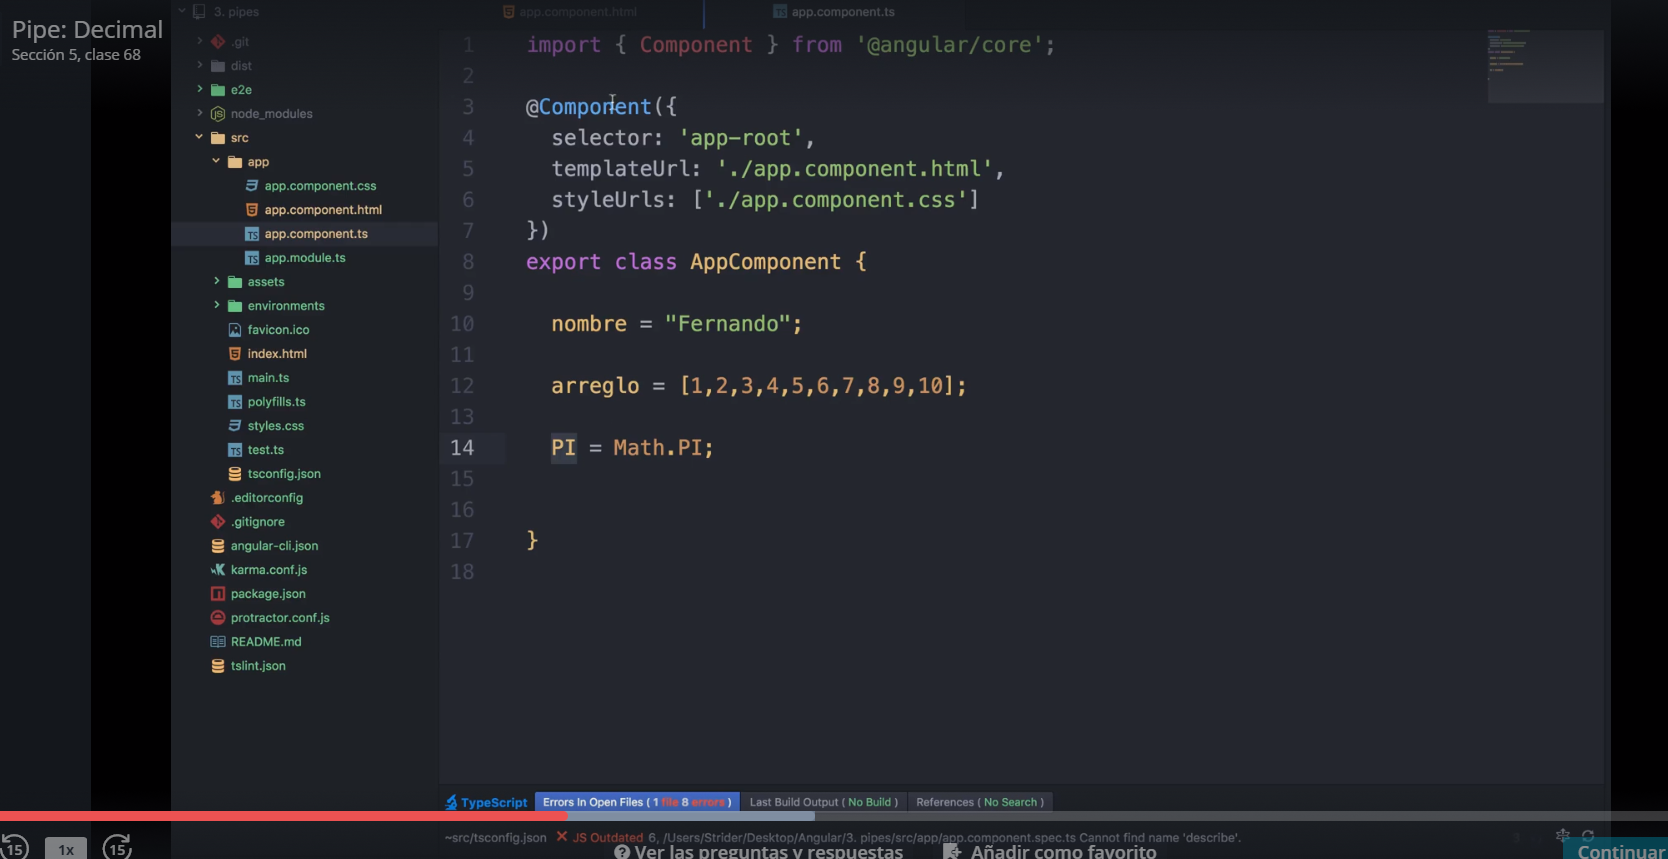 Pipe: Decimal
Sección 5, clase 68
3. pipes
.git
dist
e2e
node_modules
src
app
app.component.css
app.component.html
app.component.ts
app.module.ts
assets
environments
favicon.ico
index.html
main.ts
polyfills.ts
styles.css
test.ts
tsconfig.json
.editorconfig
.gitignore
angular-cli.json
karma.conf.js
package.json
protractor.conf.js
README.md
tslint.json
app.component.html
app.component.ts
1 import { Component } from '@angular/core';
2
3 @Component({
4 selector: 'app-root',
5 templateUrl: './app.component.html',
6 styleUrls: ['./app.component.css']
7 })
8 export class AppComponent {
9
10 nombre = "Fernando";
11
12 arreglo = [1,2,3,4,5,6,7,8,9,10];
13
14 PI = Math.PI;
15
16
17 }
18
TypeScript Errors In Open Files ( 1 file 8 errors ) Last Build Output ( No Build ) References ( No Search )
~src/tsconfig.json ✕ JS Outdated 6, /Users/Strider/Desktop/Angular/3. pipes/src/app/app.component.spec.ts Cannot find name 'describe'.
15 1x 15 Ver las preguntas y respuestas Añadir como favorito Continuar